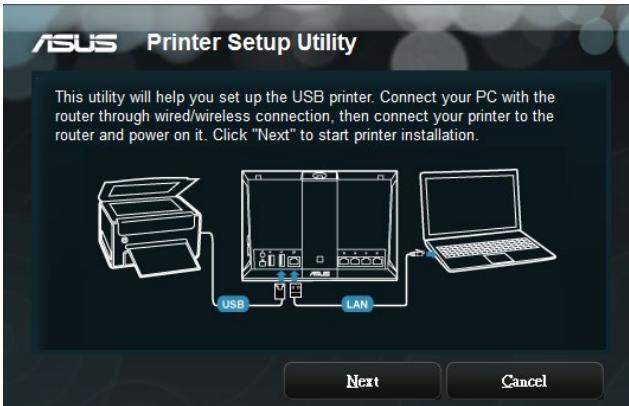 ASUS Printer Setup Utility
This utility will help you set up the USB printer. Connect your PC with the
router through wired/wireless connection, then connect your printer to the
router and power on it. Click "Next" to start printer installation.
ASUS
USB
LAN
Next
Cancel